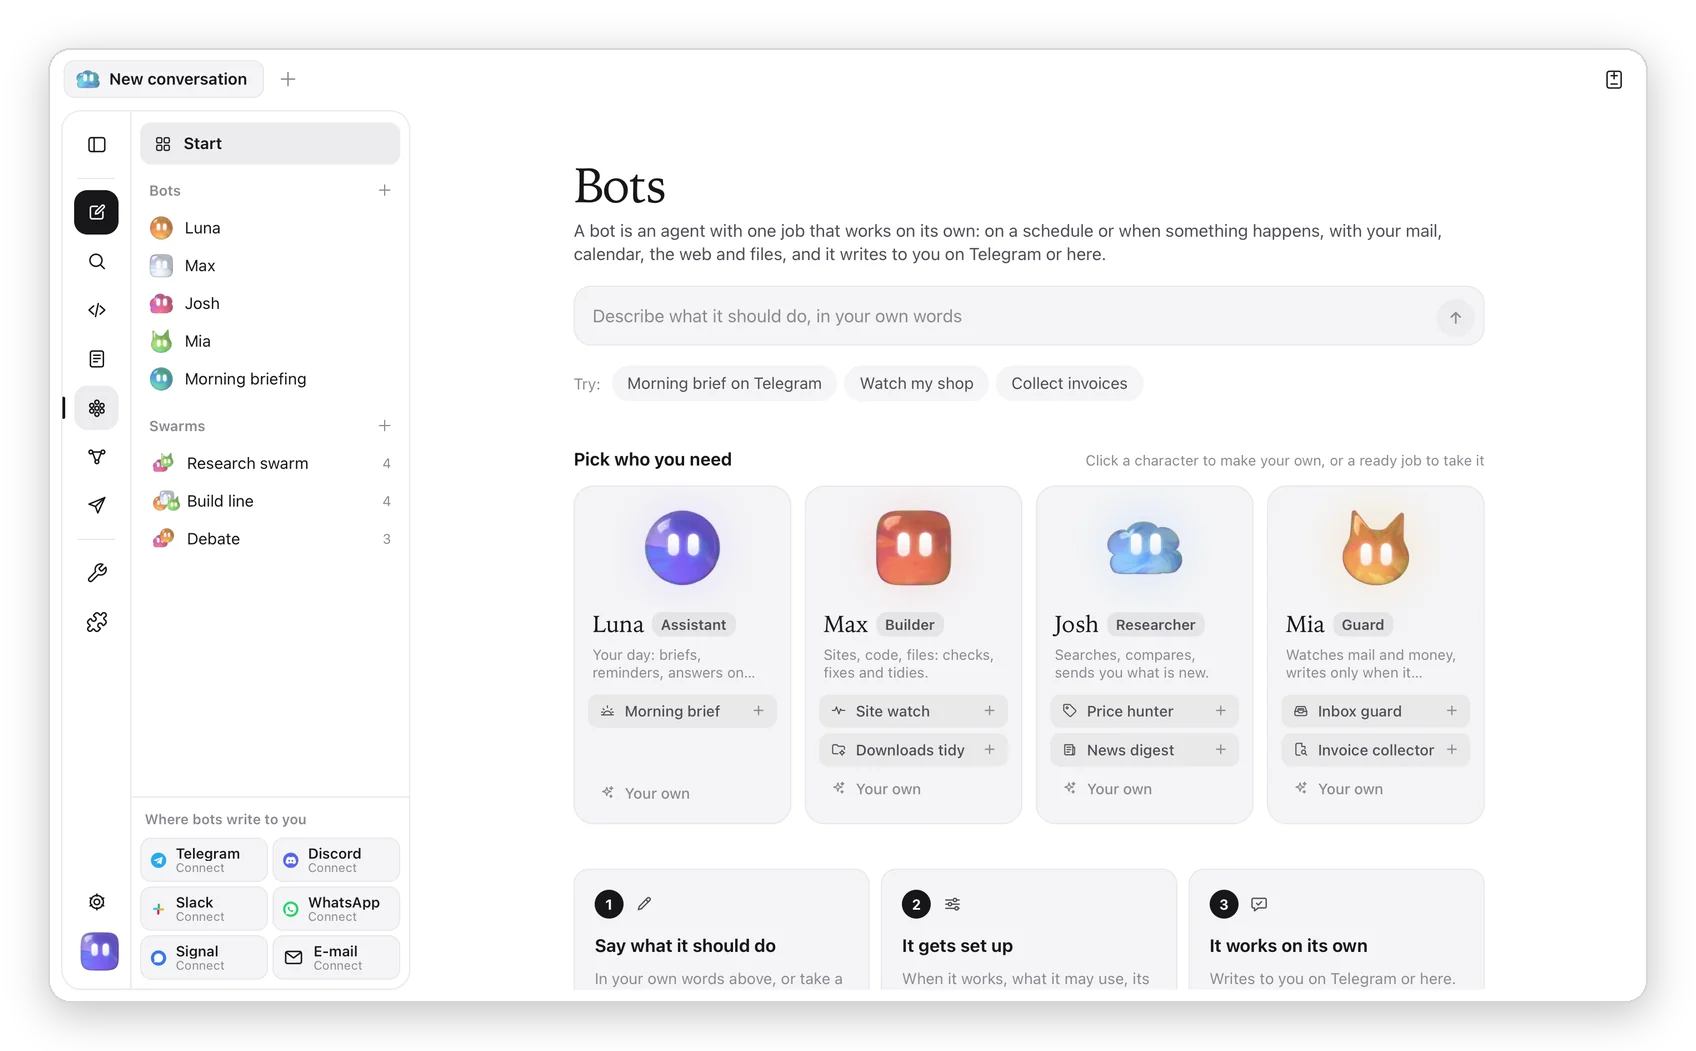 New conversation
Start
Bots
Luna
Max
Josh
Mia
Morning briefing
Swarms
Research swarm 4
Build line 4
Debate 3
Where bots write to you
Telegram
Connect
Discord
Connect
Slack
Connect
WhatsApp
Connect
Signal
Connect
E-mail
Connect
Bots
A bot is an agent with one job that works on its own: on a schedule or when something happens, with your mail,
calendar, the web and files, and it writes to you on Telegram or here.
Describe what it should do, in your own words
Try: Morning brief on Telegram Watch my shop Collect invoices
Pick who you need
Click a character to make your own, or a ready job to take it
Luna Assistant
Your day: briefs,
reminders, answers on...
Morning brief
Your own
Max Builder
Sites, code, files: checks,
fixes and tidies.
Site watch
Downloads tidy
Your own
Josh Researcher
Searches, compares,
sends you what is new.
Price hunter
News digest
Your own
Mia Guard
Watches mail and money,
writes only when it...
Inbox guard
Invoice collector
Your own
1
Say what it should do
In your own words above, or take a
2
It gets set up
When it works, what it may use, its
3
It works on its own
Writes to you on Telegram or here.